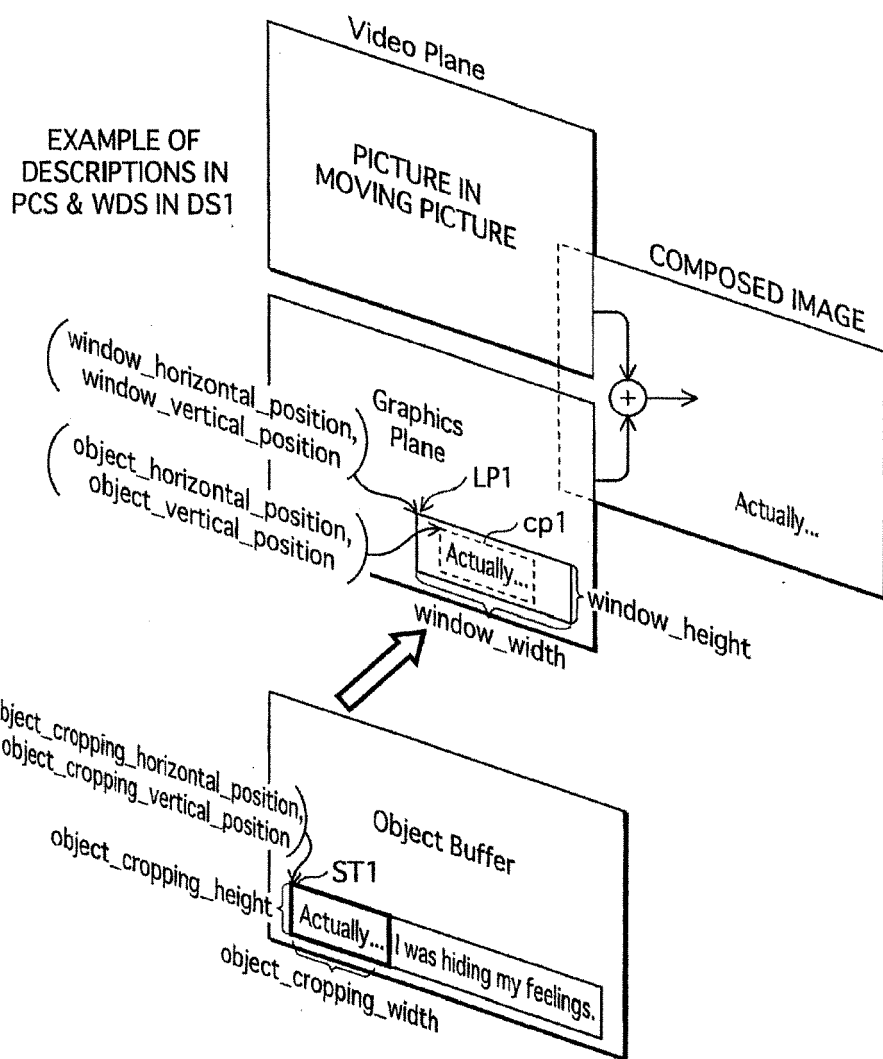 Video Plane
EXAMPLE OF
DESCRIPTIONS IN
PCS & WDS IN DS1
PICTURE IN
MOVING PICTURE
COMPOSED IMAGE
(window_horizontal_position,
window_vertical_position)
Graphics
Plane
(object_horizontal_position,
object_vertical_position)
LP1
cp1
+
Actually...
Actually...
window_height
window_width
bject_cropping_horizontal_position,
object_cropping_vertical_position)
Object Buffer
object_cropping_height
ST1
Actually...
I was hiding my feelings.
object_cropping_width